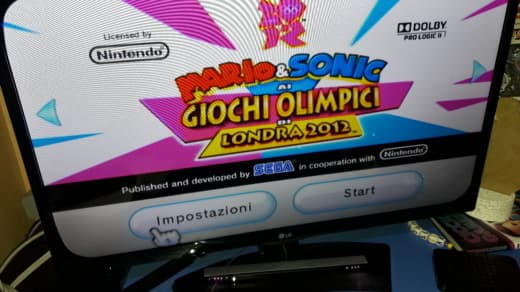 Licensed by
Nintendo
DOLBY
PRO LOGIC II
MARIO & SONIC
AI
GIOCHI OLIMPICI
DI
LONDRA 2012™
Published and developed by SEGA in cooperation with Nintendo
Impostazioni
Start
LG